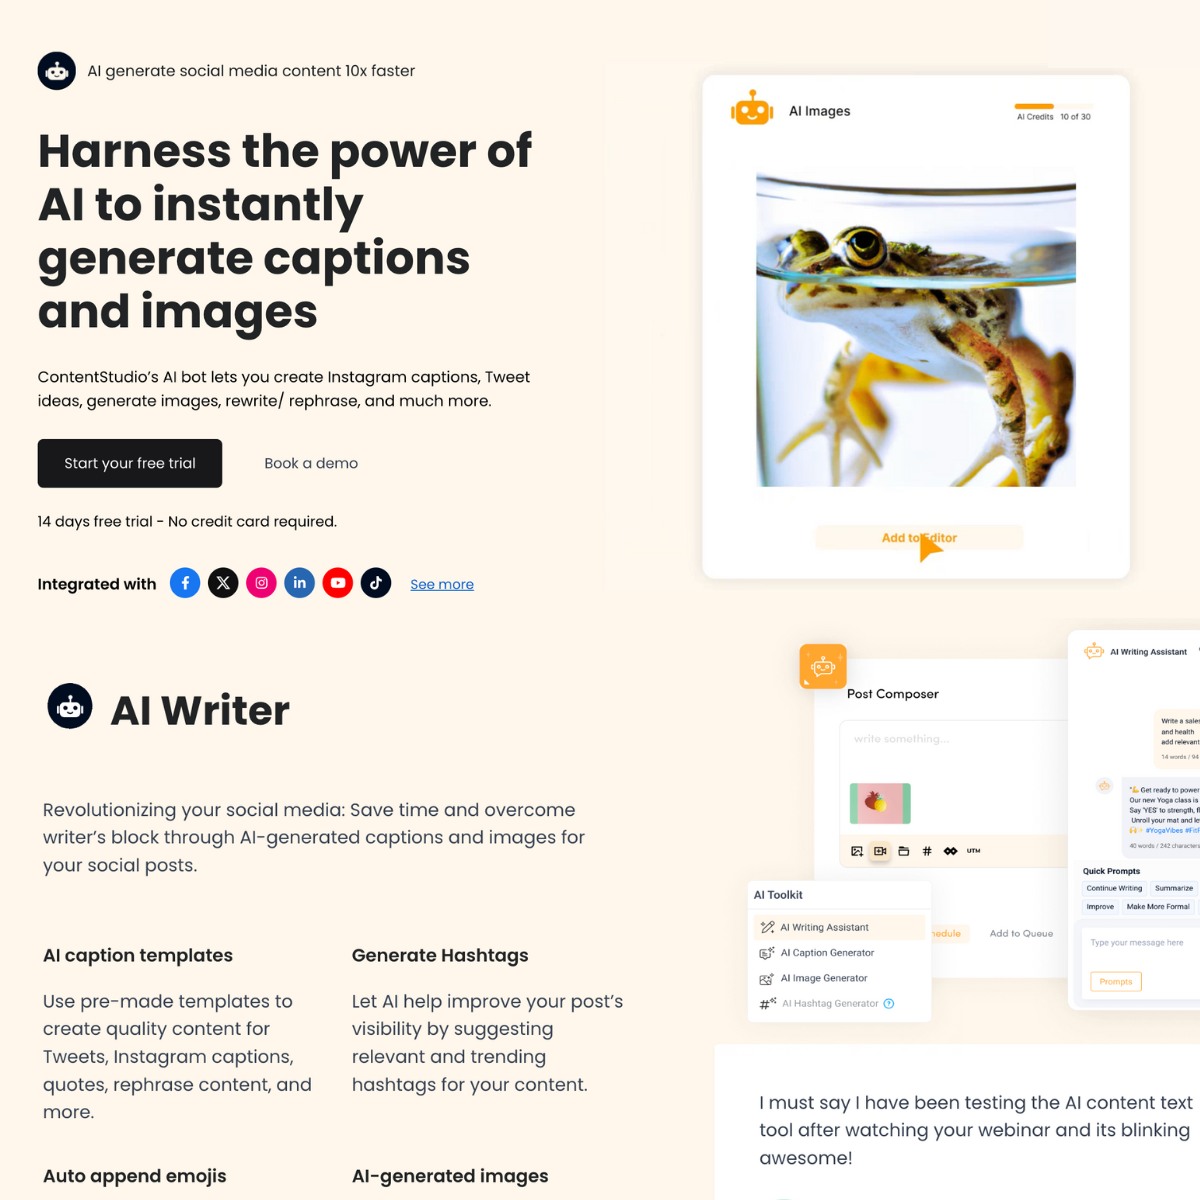 AI generate social media content 10x faster
Harness the power of
AI to instantly
generate captions
and images
ContentStudio's AI bot lets you create Instagram captions, Tweet
ideas, generate images, rewrite/ rephrase, and much more.
Start your free trial
Book a demo
14 days free trial - No credit card required.
Integrated with
See more
AI Images
AI Credits 10 of 30
Add to Editor
AI Writer
Revolutionizing your social media: Save time and overcome
writer's block through AI-generated captions and images for
your social posts.
AI caption templates
Use pre-made templates to
create quality content for
Tweets, Instagram captions,
quotes, rephrase content, and
more.
Generate Hashtags
Let AI help improve your post's
visibility by suggesting
relevant and trending
hashtags for your content.
Auto append emojis
AI-generated images
Post Composer
write something...
UTM
Add to Queue
AI Toolkit
AI Writing Assistant
AI Caption Generator
AI Image Generator
AI Hashtag Generator
AI Writing Assistant
Write a sales
and health
add relevant
14 words / 94
"💪 Get ready to power
Our new Yoga class is
Say 'YES' to strength, f
Unroll your mat and le
🙌✨ #YogaVibes #Fit
40 words / 242 characters
Quick Prompts
Continue Writing
Summarize
Improve
Make More Formal
Type your message here
Prompts
I must say I have been testing the AI content text
tool after watching your webinar and its blinking
awesome!